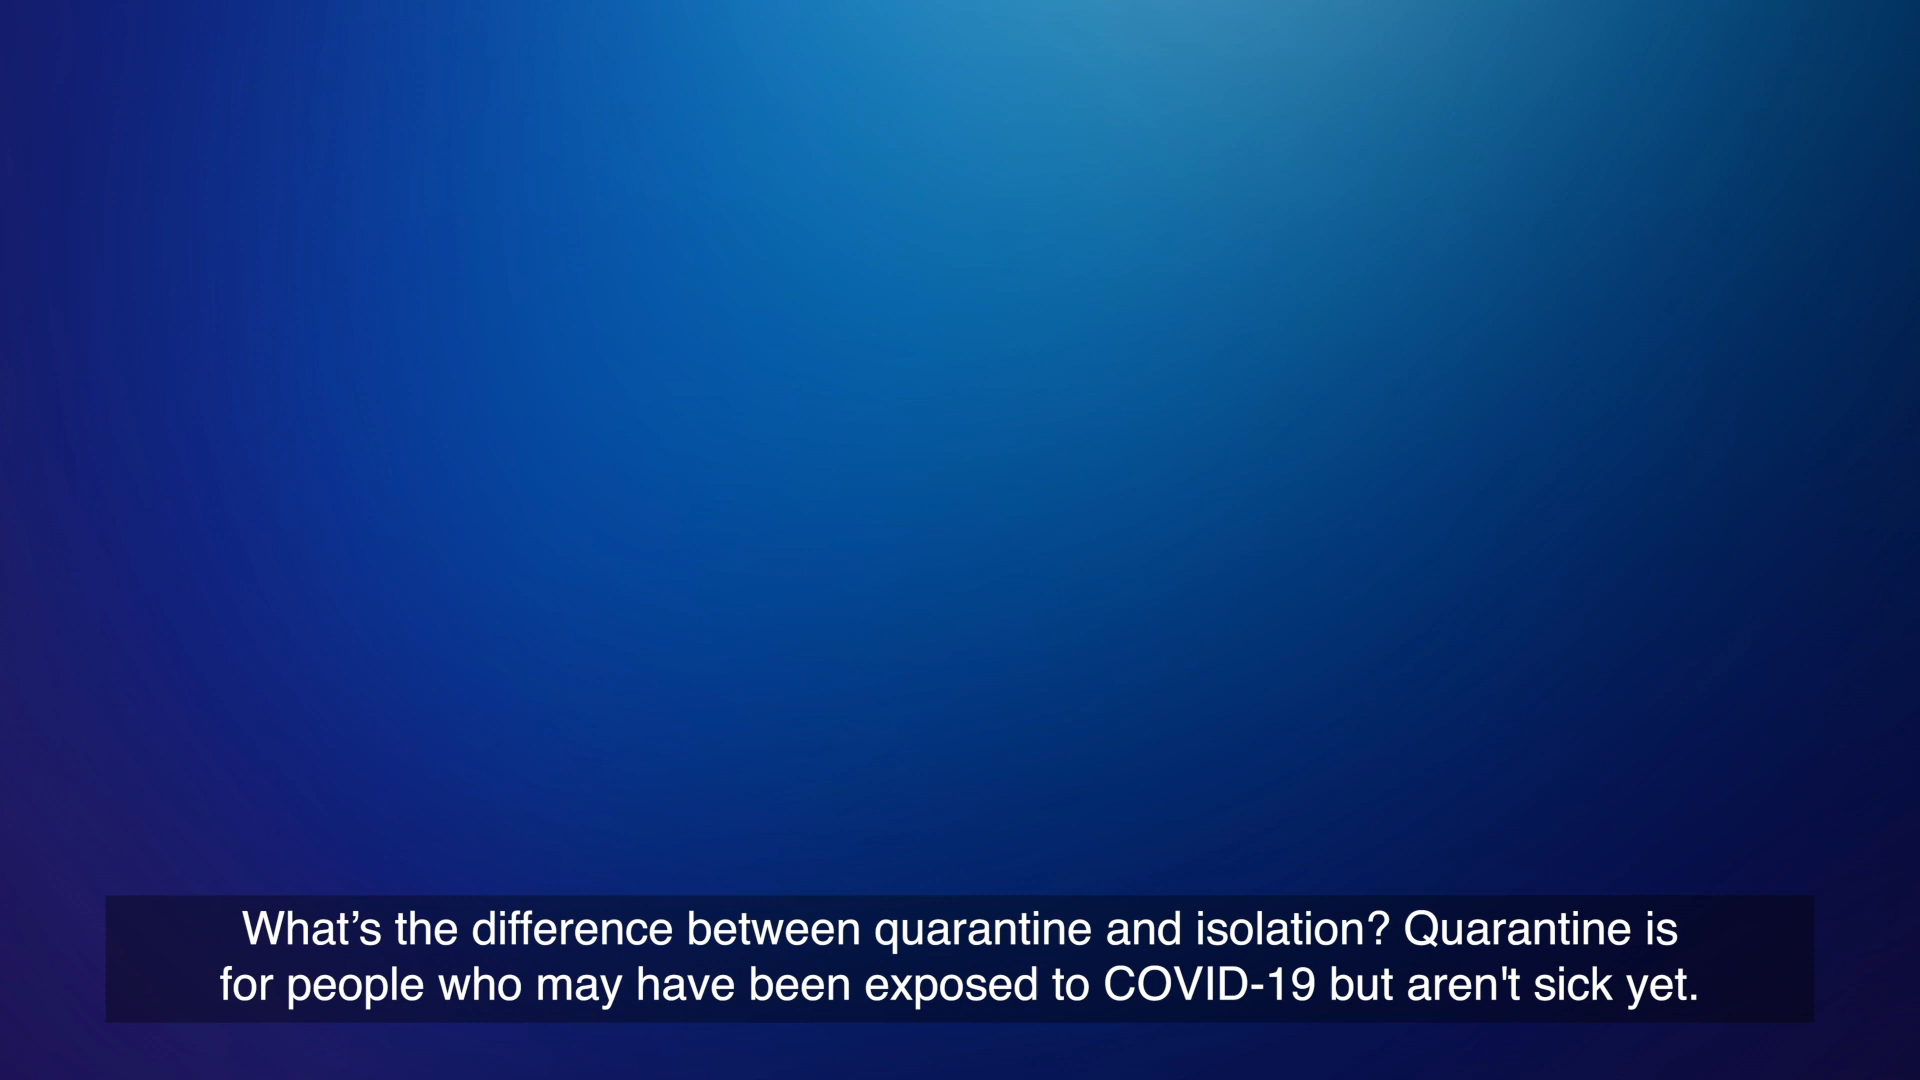 What’s the difference between quarantine and isolation? Quarantine is
for people who may have been exposed to COVID-19 but aren't sick yet.